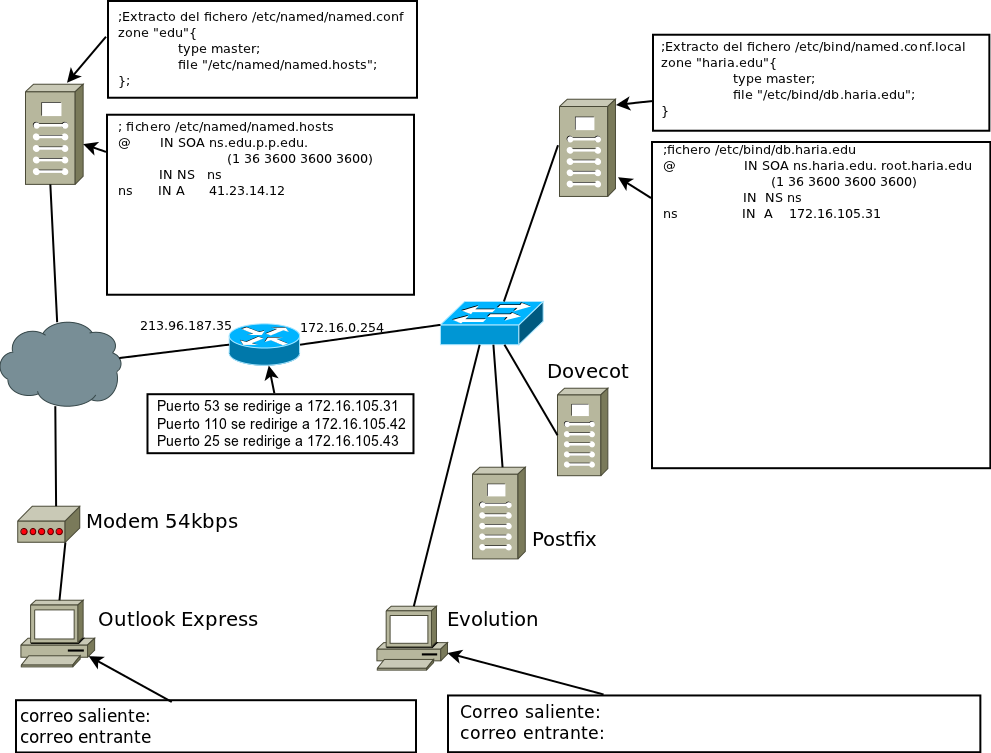 ;Extracto del fichero /etc/named/named.conf
zone "edu"{
type master;
file "/etc/named/named.hosts";
};
; fichero /etc/named/named.hosts
@ IN SOA ns.edu.p.p.edu.
(1 36 3600 3600 3600)
IN NS ns
ns IN A 41.23.14.12
;Extracto del fichero /etc/bind/named.conf.local
zone "haria.edu"{
type master;
file "/etc/bind/db.haria.edu";
}
;fichero /etc/bind/db.haria.edu
@ IN SOA ns.haria.edu. root.haria.edu
(1 36 3600 3600 3600)
IN NS ns
ns IN A 172.16.105.31
213.96.187.35
172.16.0.254
Puerto 53 se redirige a 172.16.105.31
Puerto 110 se redirige a 172.16.105.42
Puerto 25 se redirige a 172.16.105.43
Dovecot
Postfix
Modem 54kbps
Outlook Express
Evolution
correo saliente:
correo entrante
Correo saliente:
correo entrante: